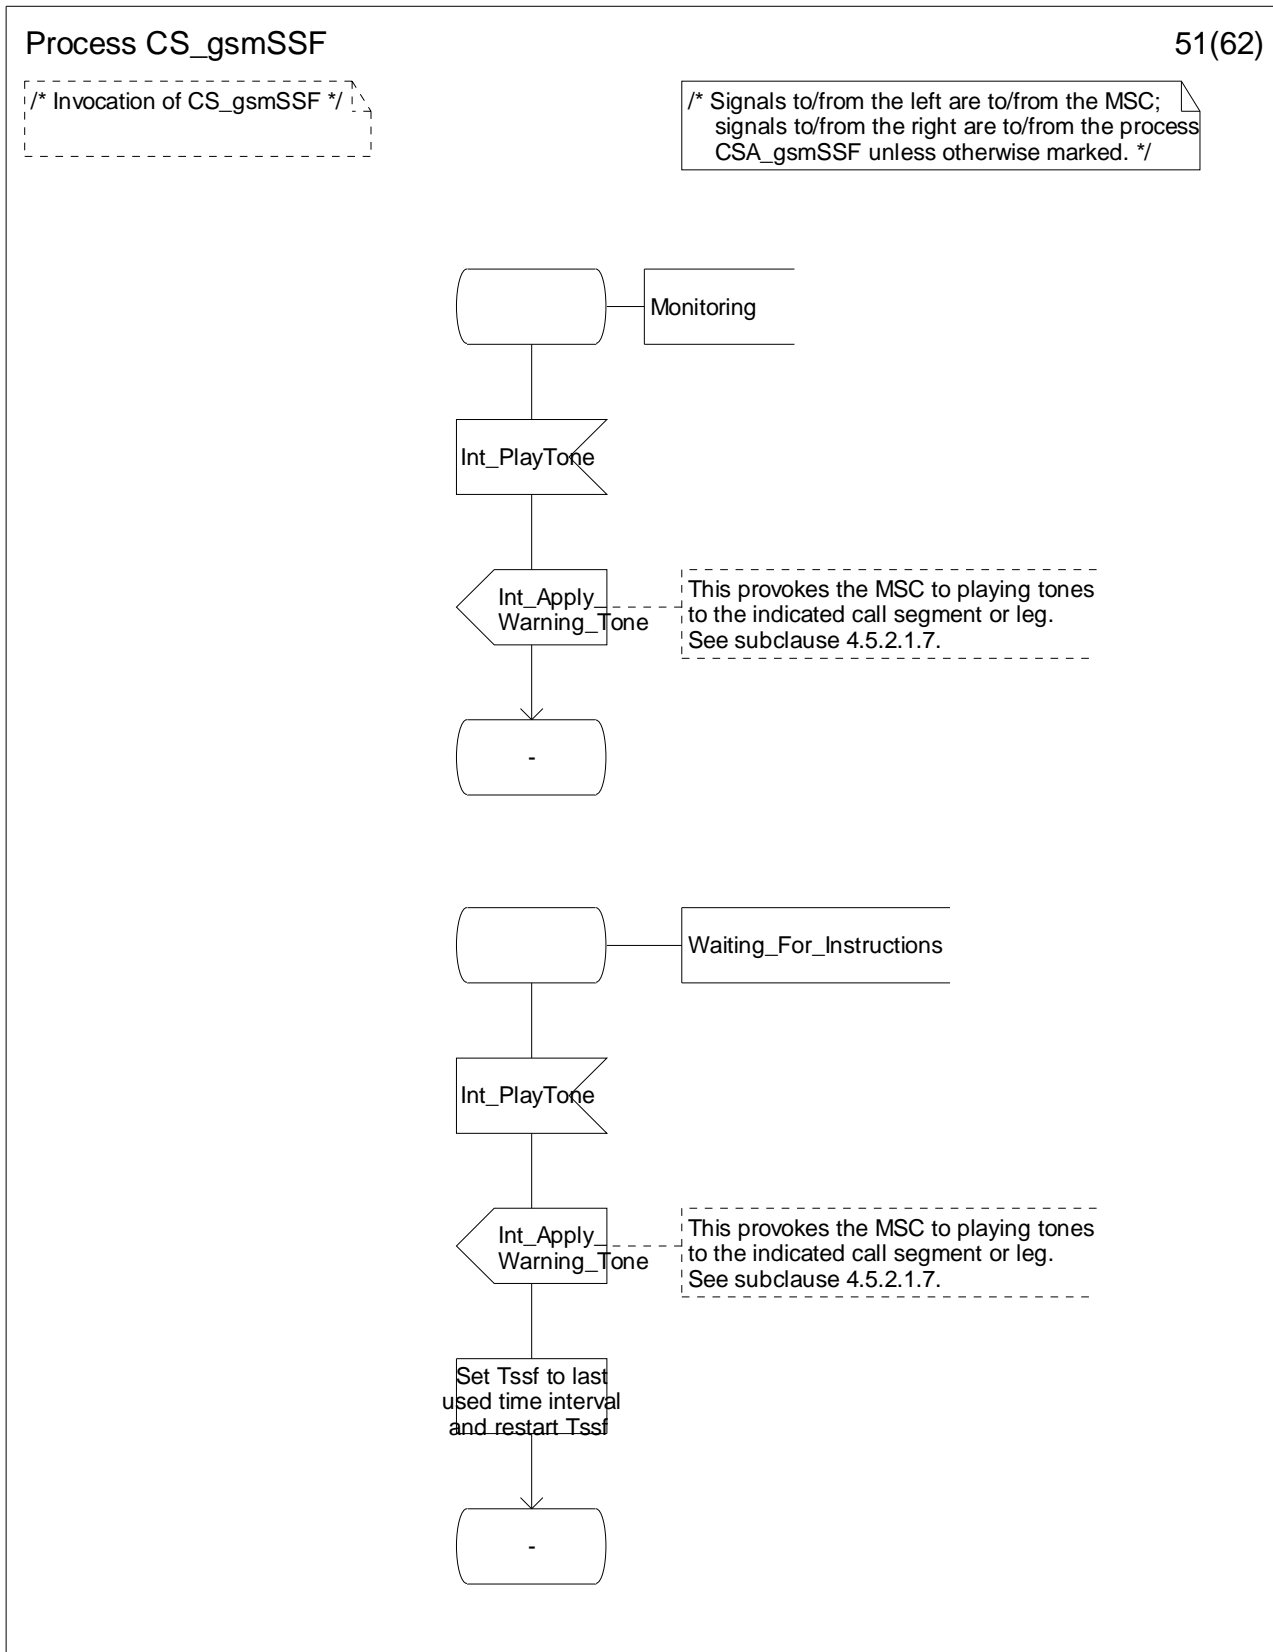 Process CS_gsmSSF
51(62)
/* Invocation of CS_gsmSSF */
/* Signals to/from the left are to/from the MSC;
signals to/from the right are to/from the process
CSA_gsmSSF unless otherwise marked. */
Monitoring
Int_PlayTone
Int_Apply_
Warning_Tone
This provokes the MSC to playing tones
to the indicated call segment or leg.
See subclause 4.5.2.1.7.
-
Waiting_For_Instructions
Int_PlayTone
Int_Apply_
Warning_Tone
This provokes the MSC to playing tones
to the indicated call segment or leg.
See subclause 4.5.2.1.7.
Set Tssf to last
used time interval
and restart Tssf
-